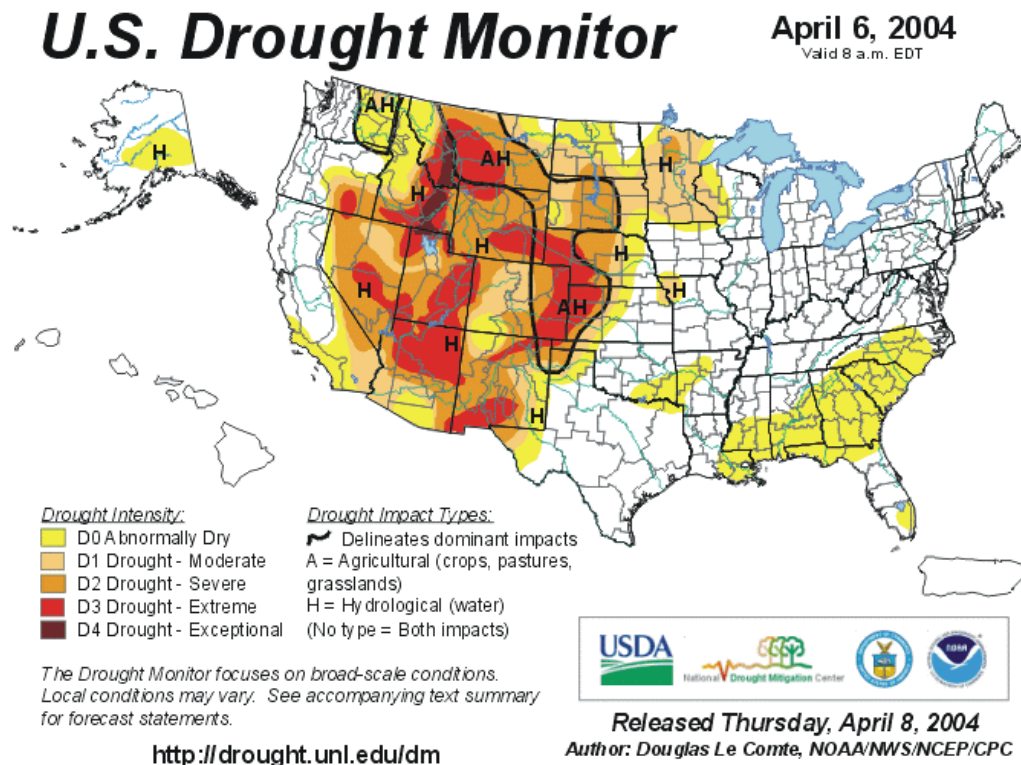 U.S. Drought Monitor
April 6, 2004
Valid 8 a.m. EDT
H
AH
H
AH
H
H
H
H
H
AH
H
H
H
Drought Intensity:
D0 Abnormally Dry
D1 Drought - Moderate
D2 Drought - Severe
D3 Drought - Extreme
D4 Drought - Exceptional
Drought Impact Types:
Delineates dominant impacts
A = Agricultural (crops, pastures,
grasslands)
H = Hydrological (water)
(No type = Both impacts)
The Drought Monitor focuses on broad-scale conditions.
Local conditions may vary. See accompanying text summary
for forecast statements.
http://drought.unl.edu/dm
USDA
National Drought Mitigation Center
NOAA
Released Thursday, April 8, 2004
Author: Douglas Le Comte, NOAA/NWS/NCEP/CPC